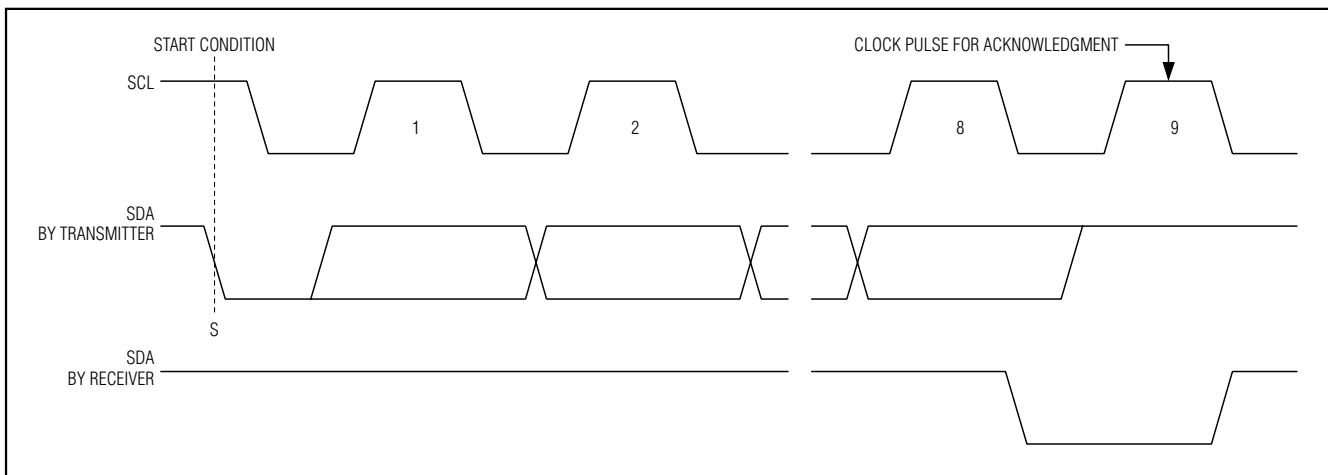 START CONDITION
CLOCK PULSE FOR ACKNOWLEDGMENT
SCL
1
2
8
9
SDA
BY TRANSMITTER
S
SDA
BY RECEIVER